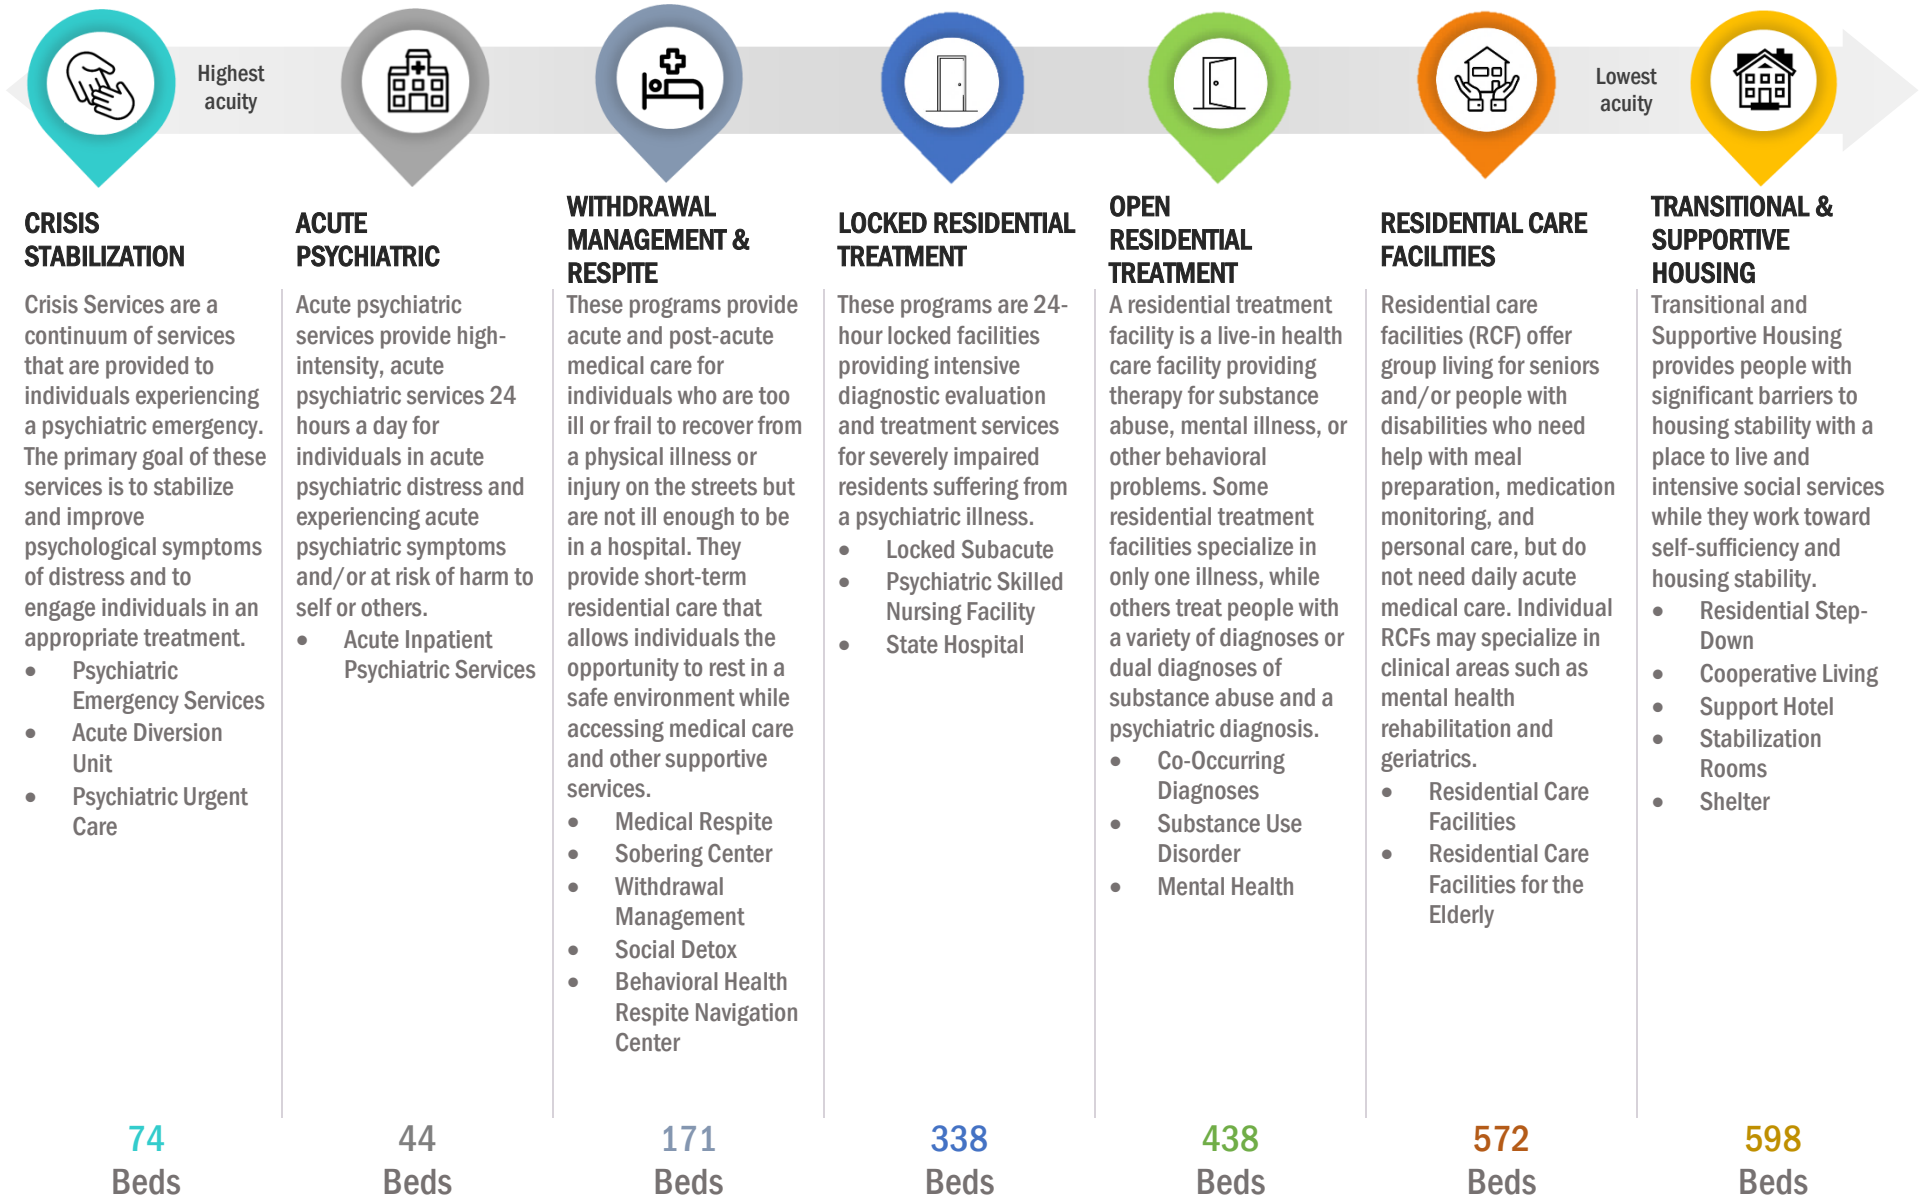 Highest
acuity
Lowest
acuity
CRISIS
STABILIZATION
Crisis Services are a
continuum of services
that are provided to
individuals experiencing
a psychiatric emergency.
The primary goal of these
services is to stabilize
and improve
psychological symptoms
of distress and to
engage individuals in an
appropriate treatment.
• Psychiatric
Emergency Services
• Acute Diversion
Unit
• Psychiatric Urgent
Care
74
Beds
ACUTE
PSYCHIATRIC
Acute psychiatric
services provide high-
intensity, acute
psychiatric services 24
hours a day for
individuals in acute
psychiatric distress and
experiencing acute
psychiatric symptoms
and/or at risk of harm to
self or others.
• Acute Inpatient
Psychiatric Services
44
Beds
WITHDRAWAL
MANAGEMENT &
RESPITE
These programs provide
acute and post-acute
medical care for
individuals who are too
ill or frail to recover from
a physical illness or
injury on the streets but
are not ill enough to be
in a hospital. They
provide short-term
residential care that
allows individuals the
opportunity to rest in a
safe environment while
accessing medical care
and other supportive
services.
• Medical Respite
• Sobering Center
• Withdrawal
Management
• Social Detox
• Behavioral Health
Respite Navigation
Center
171
Beds
LOCKED RESIDENTIAL
TREATMENT
These programs are 24-
hour locked facilities
providing intensive
diagnostic evaluation
and treatment services
for severely impaired
residents suffering from
a psychiatric illness.
• Locked Subacute
• Psychiatric Skilled
Nursing Facility
• State Hospital
338
Beds
OPEN
RESIDENTIAL
TREATMENT
A residential treatment
facility is a live-in health
care facility providing
therapy for substance
abuse, mental illness, or
other behavioral
problems. Some
residential treatment
facilities specialize in
only one illness, while
others treat people with
a variety of diagnoses or
dual diagnoses of
substance abuse and a
psychiatric diagnosis.
• Co-Occurring
Diagnoses
• Substance Use
Disorder
• Mental Health
438
Beds
RESIDENTIAL CARE
FACILITIES
Residential care
facilities (RCF) offer
group living for seniors
and/or people with
disabilities who need
help with meal
preparation, medication
monitoring, and
personal care, but do
not need daily acute
medical care. Individual
RCFs may specialize in
clinical areas such as
mental health
rehabilitation and
geriatrics.
• Residential Care
Facilities
• Residential Care
Facilities for the
Elderly
572
Beds
TRANSITIONAL &
SUPPORTIVE
HOUSING
Transitional and
Supportive Housing
provides people with
significant barriers to
housing stability with a
place to live and
intensive social services
while they work toward
self-sufficiency and
housing stability.
• Residential Step-
Down
• Cooperative Living
• Support Hotel
• Stabilization
Rooms
• Shelter
598
Beds